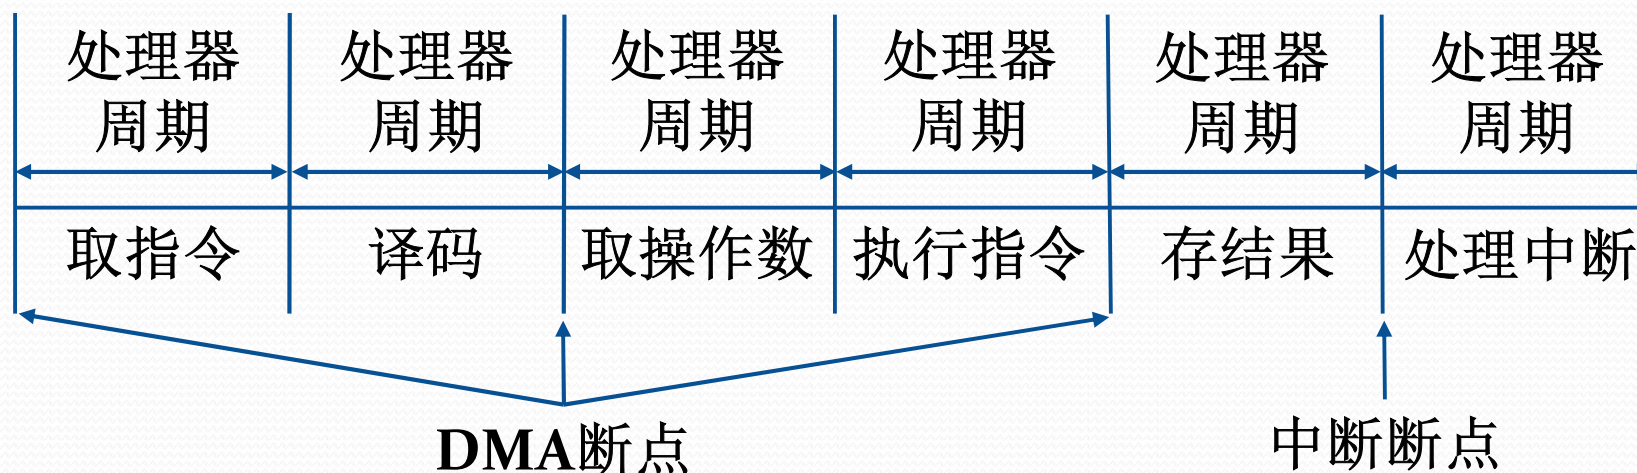 处理器 处理器 处理器 处理器 处理器 处理器
周期 周期 周期 周期 周期 周期
取指令 译码 取操作数 执行指令 存结果 处理中断
DMA断点 中断断点